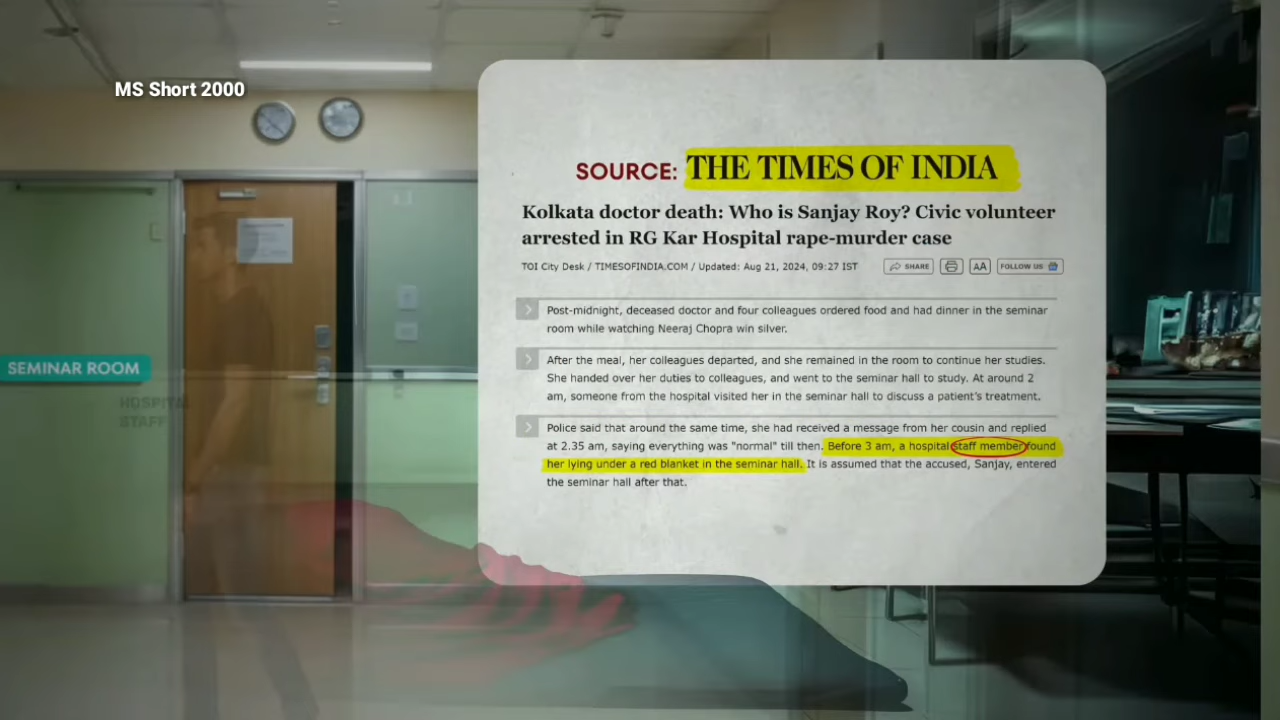 MS Short 2000
SOURCE: THE TIMES OF INDIA
Kolkata doctor death: Who is Sanjay Roy? Civic volunteer
arrested in RG Kar Hospital rape-murder case
TOI City Desk / TIMESOFINDIA.COM / Updated: Aug 21, 2024, 09:27 IST
SHARE
AA
FOLLOW US
Post-midnight, deceased doctor and four colleagues ordered food and had dinner in the seminar
room while watching Neeraj Chopra win silver.
After the meal, her colleagues departed, and she remained in the room to continue her studies.
She handed over her duties to colleagues, and went to the seminar hall to study. At around 2
am, someone from the hospital visited her in the seminar hall to discuss a patient's treatment.
Police said that around the same time, she had received a message from her cousin and replied
at 2.35 am, saying everything was "normal" till then. Before 3 am, a hospital staff member found
her lying under a red blanket in the seminar hall. It is assumed that the accused, Sanjay, entered
the seminar hall after that.
SEMINAR ROOM
HOSPITAL
STAFF